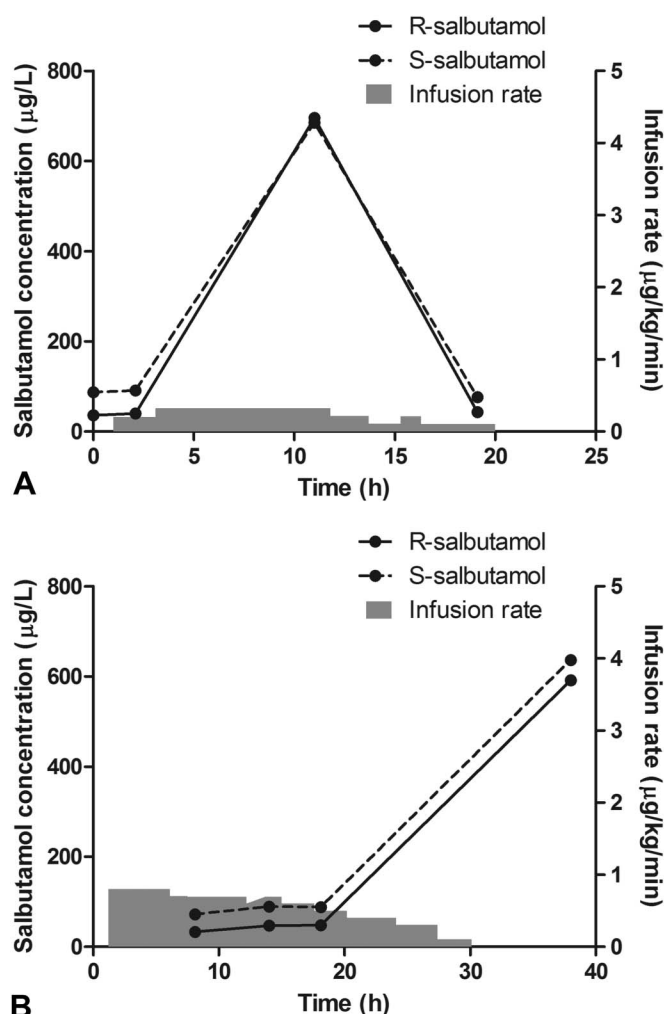 R-salbutamol
S-salbutamol
Infusion rate
Salbutamol concentration (µg/L)
800
600
400
200
0
5
4
3
2
1
0
Infusion rate (µg/kg/min)
0 5 10 15 20 25
Time (h)
A
R-salbutamol
S-salbutamol
Infusion rate
Salbutamol concentration (µg/L)
800
600
400
200
0
5
4
3
2
1
0
Infusion rate (µg/kg/min)
0 10 20 30 40
Time (h)
B